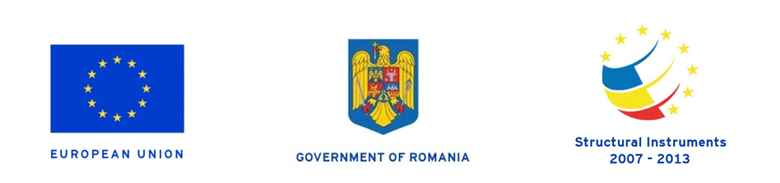 EUROPEAN UNION
GOVERNMENT OF ROMANIA
Structural Instruments
2007 - 2013